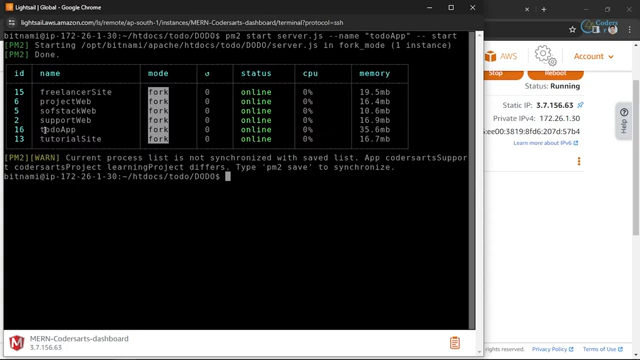 Lightsail | Global - Google Chrome
lightsail.aws.amazon.com/ls/remote/ap-south-1/instances/MERN-Codersarts-dashboard/terminal?protocol=ssh
bitnami@ip-172-26-1-30:~/htdocs/todo/DODO$ pm2 start server.js --name "todoApp" -- start
[PM2] Starting /opt/bitnami/apache/htdocs/todo/DODO/server.js in fork_mode (1 instance)
[PM2] Done.
id name mode ↺ status cpu memory
15 freelancerSite fork 0 online 0% 19.5mb
6 projectWeb fork 0 online 0% 16.4mb
5 sofstackWeb fork 0 online 0% 10.6mb
2 supportWeb fork 0 online 0% 16.9mb
16 todoApp fork 0 online 0% 35.6mb
13 tutorialSite fork 0 online 0% 16.7mb
[PM2][WARN] Current process list is not synchronized with saved list. App codersartsSuppor
t codersartsProject learningProject differs. Type 'pm2 save' to synchronize.
bitnami@ip-172-26-1-30:~/htdocs/todo/DODO$
MERN-Codersarts-dashboard
3.7.156.63
Coders
AWS
Account
Stop
Reboot
Status: Running
Static IP: 3.7.156.63
Private IPv4: 172.26.1.30
ee00:3819:8f96:207d:57b4
Learn more about IPv6
Privacy Policy
Terms of Use